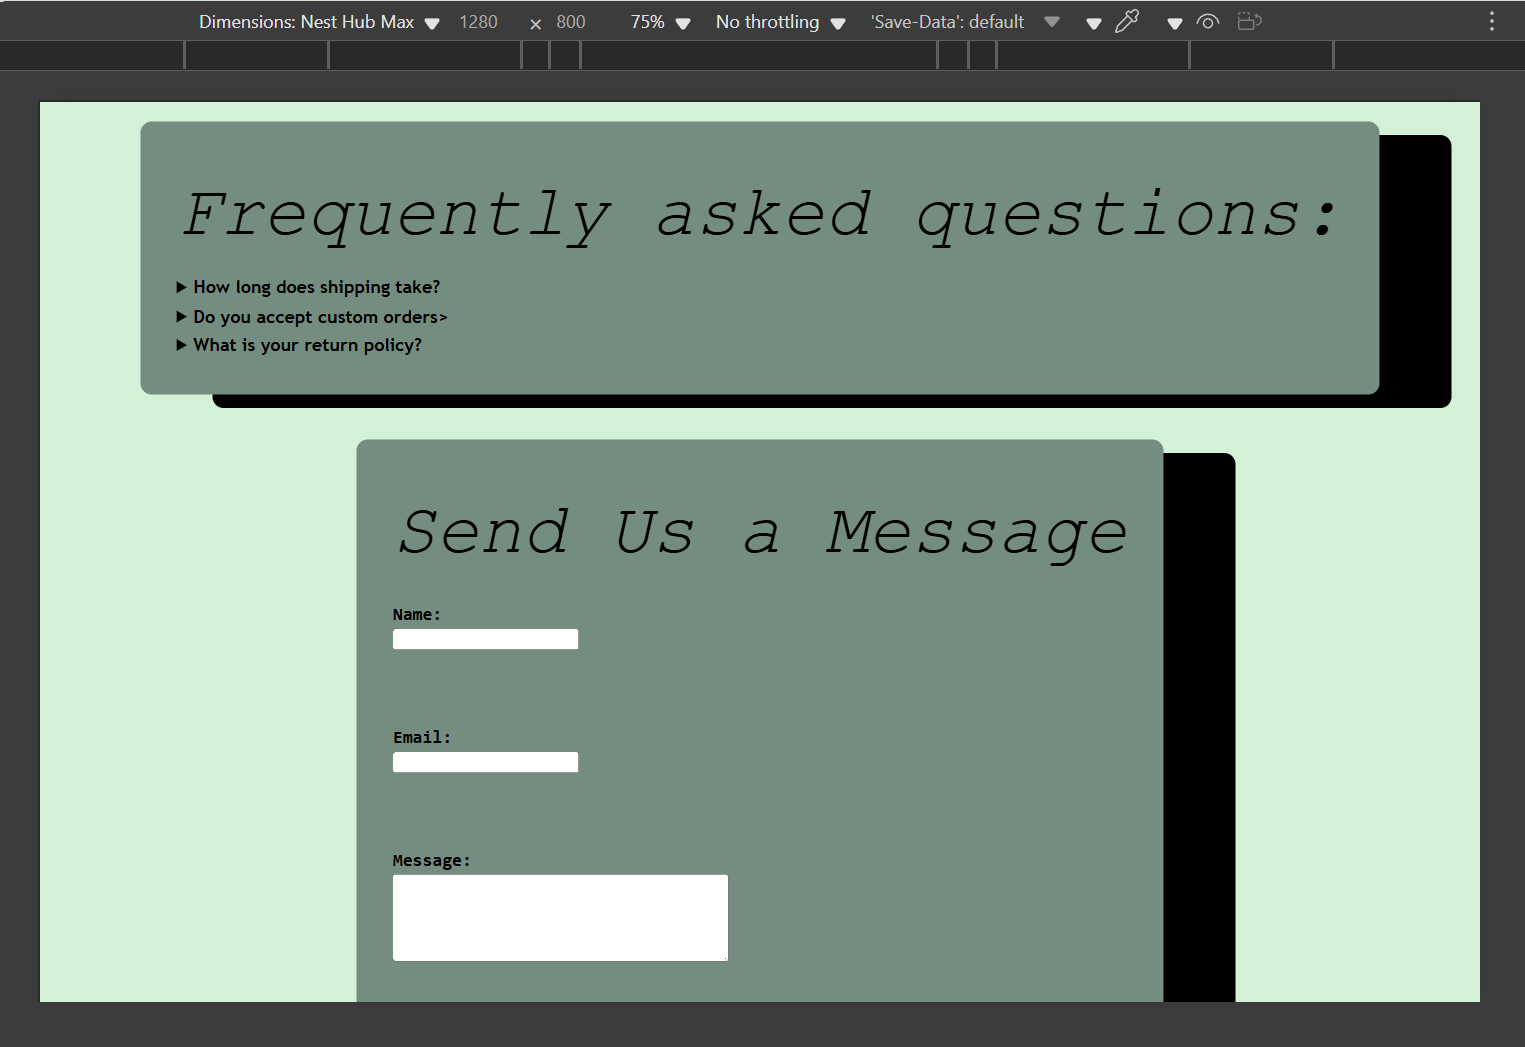 Dimensions: Nest Hub Max 1280 × 800 75% No throttling 'Save-Data': default
Frequently asked questions:
How long does shipping take?
Do you accept custom orders>
What is your return policy?
Send Us a Message
Name:
Email:
Message: